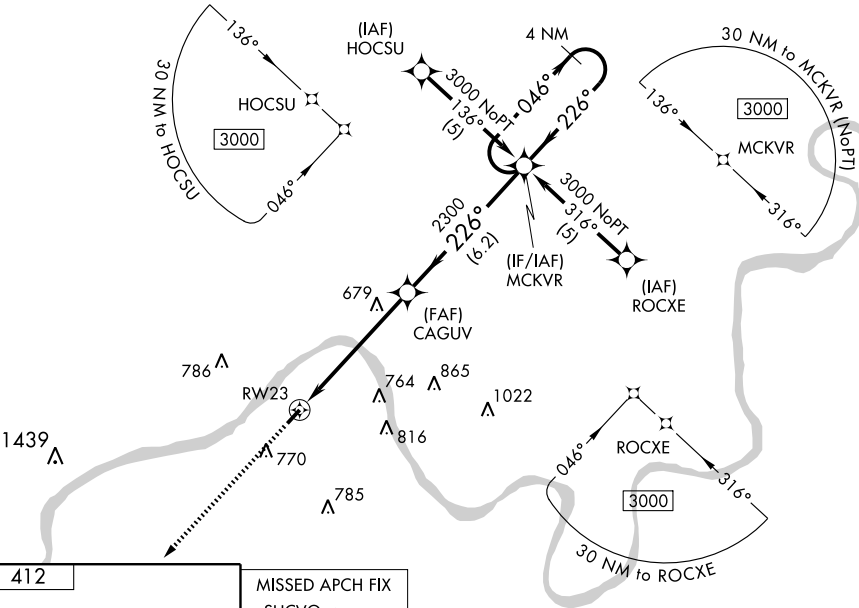 136°
HOCSU
3000
046°
30 NM to HOCSU
(IAF)
HOCSU
3000 NoPT
136°
(5)
4 NM
046°
226°
30 NM to MCKVR (NoPT)
136°
3000
MCKVR
316°
3000 NoPT
316°
(5)
(IF/IAF)
MCKVR
(IAF)
ROCXE
2300
226°
(6.2)
679
(FAF)
CAGUV
786
RW23
764
865
1022
816
1439
770
785
ROCXE
046°
316°
3000
30 NM to ROCXE
412
MISSED APCH FIX